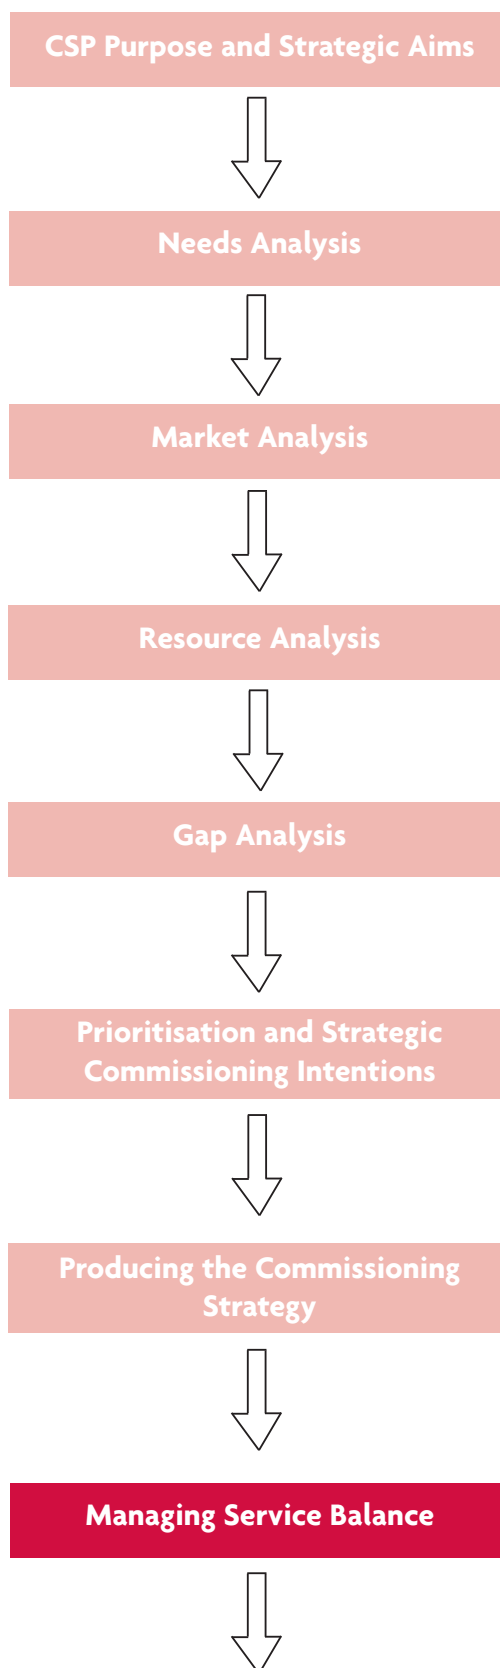 CSP Purpose and Strategic Aims
Needs Analysis
Market Analysis
Resource Analysis
Gap Analysis
Prioritisation and Strategic
Commissioning Intentions
Producing the Commissioning
Strategy
Managing Service Balance